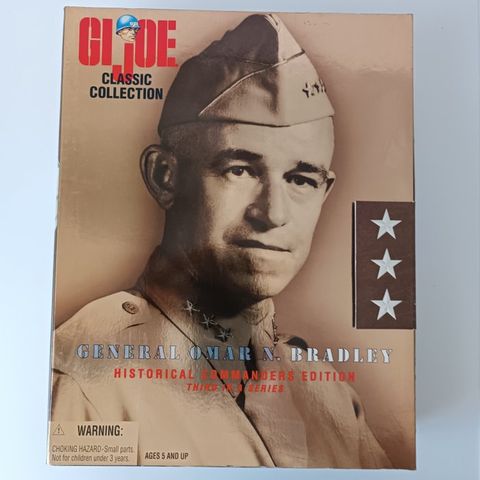 GI JOE
CLASSIC
COLLECTION
GENERAL OMAR N. BRADLEY
HISTORICAL COMMANDERS EDITION
THIRD IN A SERIES
WARNING:
CHOKING HAZARD-Small parts.
Not for children under 3 years.
AGES 5 AND UP